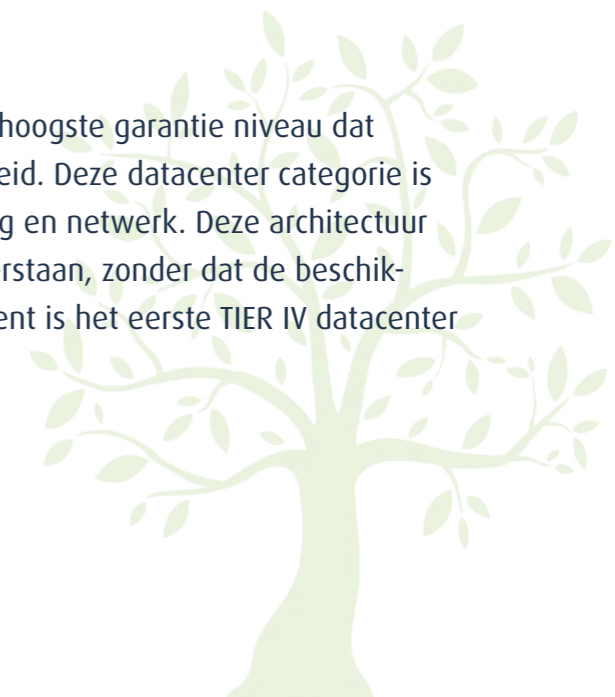 hoogste garantie niveau dat
eid. Deze datacenter categorie is
g en netwerk. Deze architectuur
erstaan, zonder dat de beschik-
ent is het eerste TIER IV datacenter